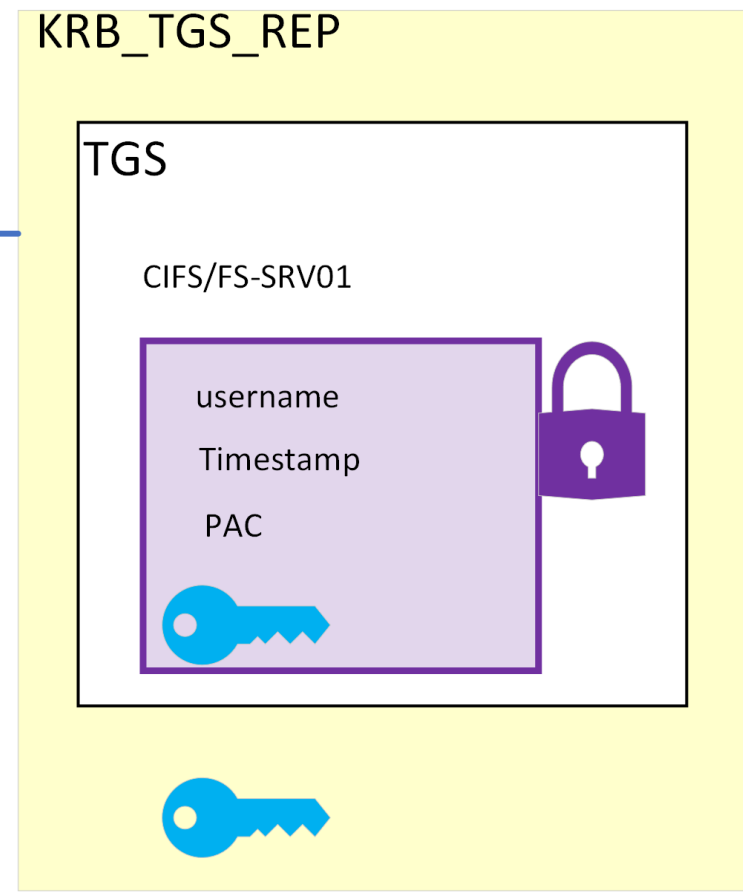 KRB_TGS_REP
TGS
CIFS/FS-SRV01
username
Timestamp
PAC